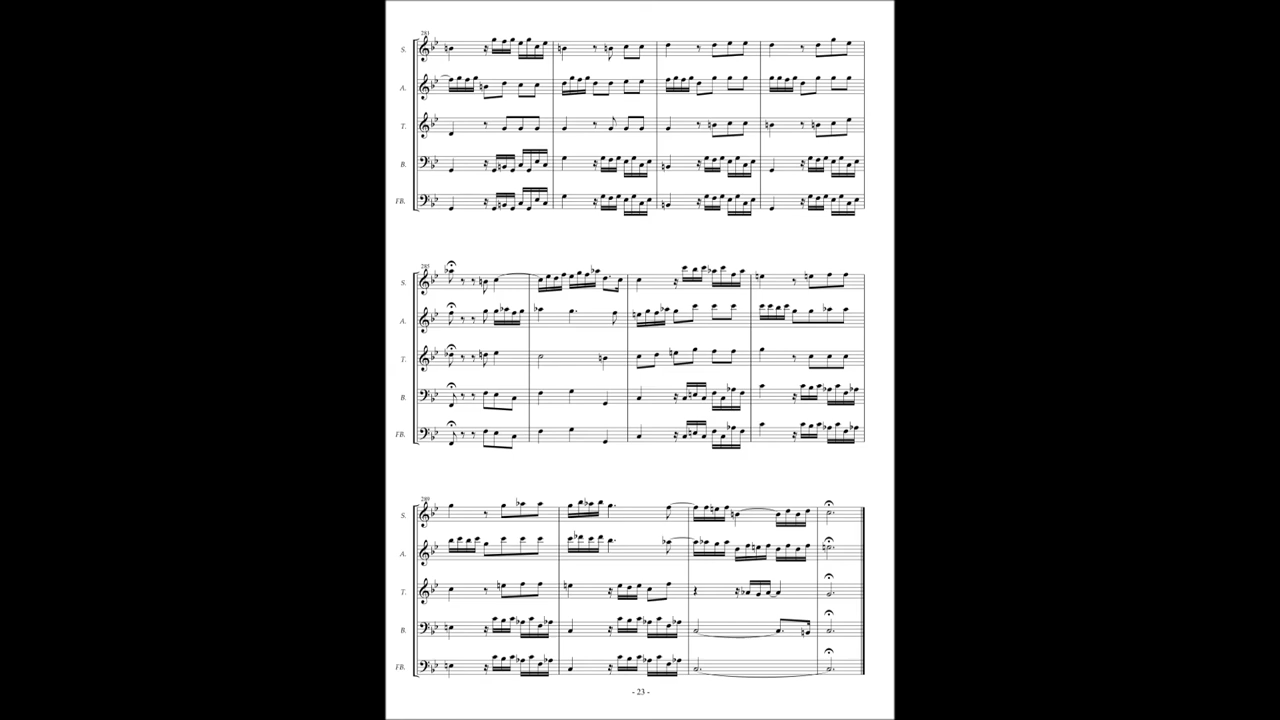 281
S.
A.
T.
B.
FB.
285
S.
A.
T.
B.
FB.
289
S.
A.
T.
B.
FB.
- 23 -